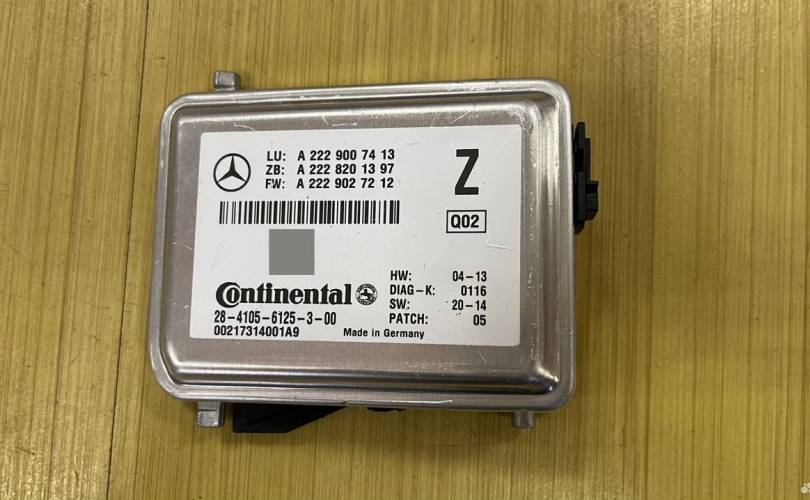 LU: A 222 900 74 13
ZB: A 222 820 13 97
FW: A 222 902 72 12
Z
Q02
Continental
28-4105-6125-3-00
00217314001A9
HW: 04-13
DIAG-K: 0116
SW: 20-14
PATCH: 05
Made in Germany